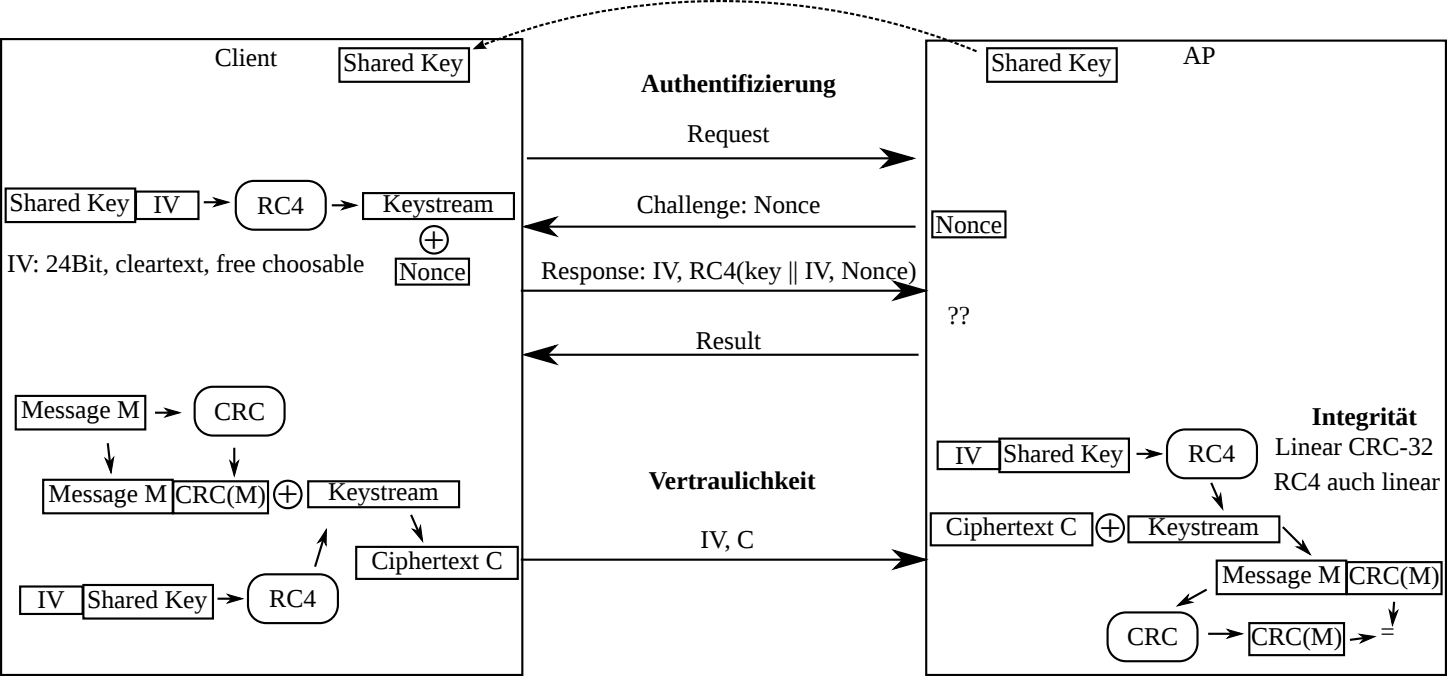 Client
Shared Key
Shared Key
AP
Authentifizierung
Request
Shared Key
IV
RC4
Keystream
Challenge: Nonce
Nonce
IV: 24Bit, cleartext, free choosable
Nonce
Response: IV, RC4(key || IV, Nonce)
??
Result
Message M
CRC
Message M
CRC(M)
Keystream
Ciphertext C
IV
Shared Key
RC4
Vertraulichkeit
IV, C
Integrität
Linear CRC-32
RC4 auch linear
IV
Shared Key
RC4
Ciphertext C
Keystream
Message M
CRC(M)
CRC
CRC(M)
=